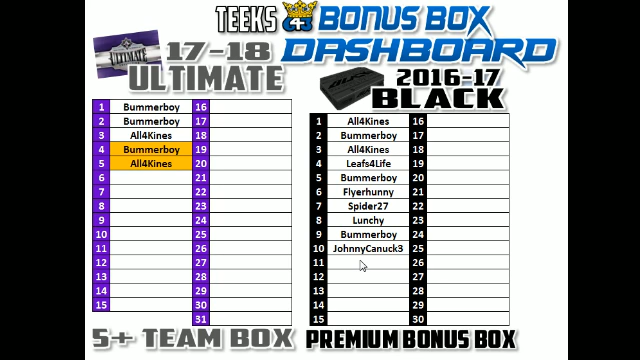 TEEKS 43 BONUS BOX
DASHBOARD
ULTIMATE
17-18
ULTIMATE
2016-17
BLACK
1 Bummerboy 16
2 Bummerboy 17
3 All4Kines 18
4 Bummerboy 19
5 All4Kines 20
6 21
7 22
8 23
9 24
10 25
11 26
12 27
13 28
14 29
15 30
31
1 All4Kines 16
2 Bummerboy 17
3 All4Kines 18
4 Leafs4Life 19
5 Bummerboy 20
6 Flyerhunny 21
7 Spider27 22
8 Lunchy 23
9 Bummerboy 24
10 JohnnyCanuck3 25
11 26
12 27
13 28
14 29
15 30
5+ TEAM BOX
PREMIUM BONUS BOX